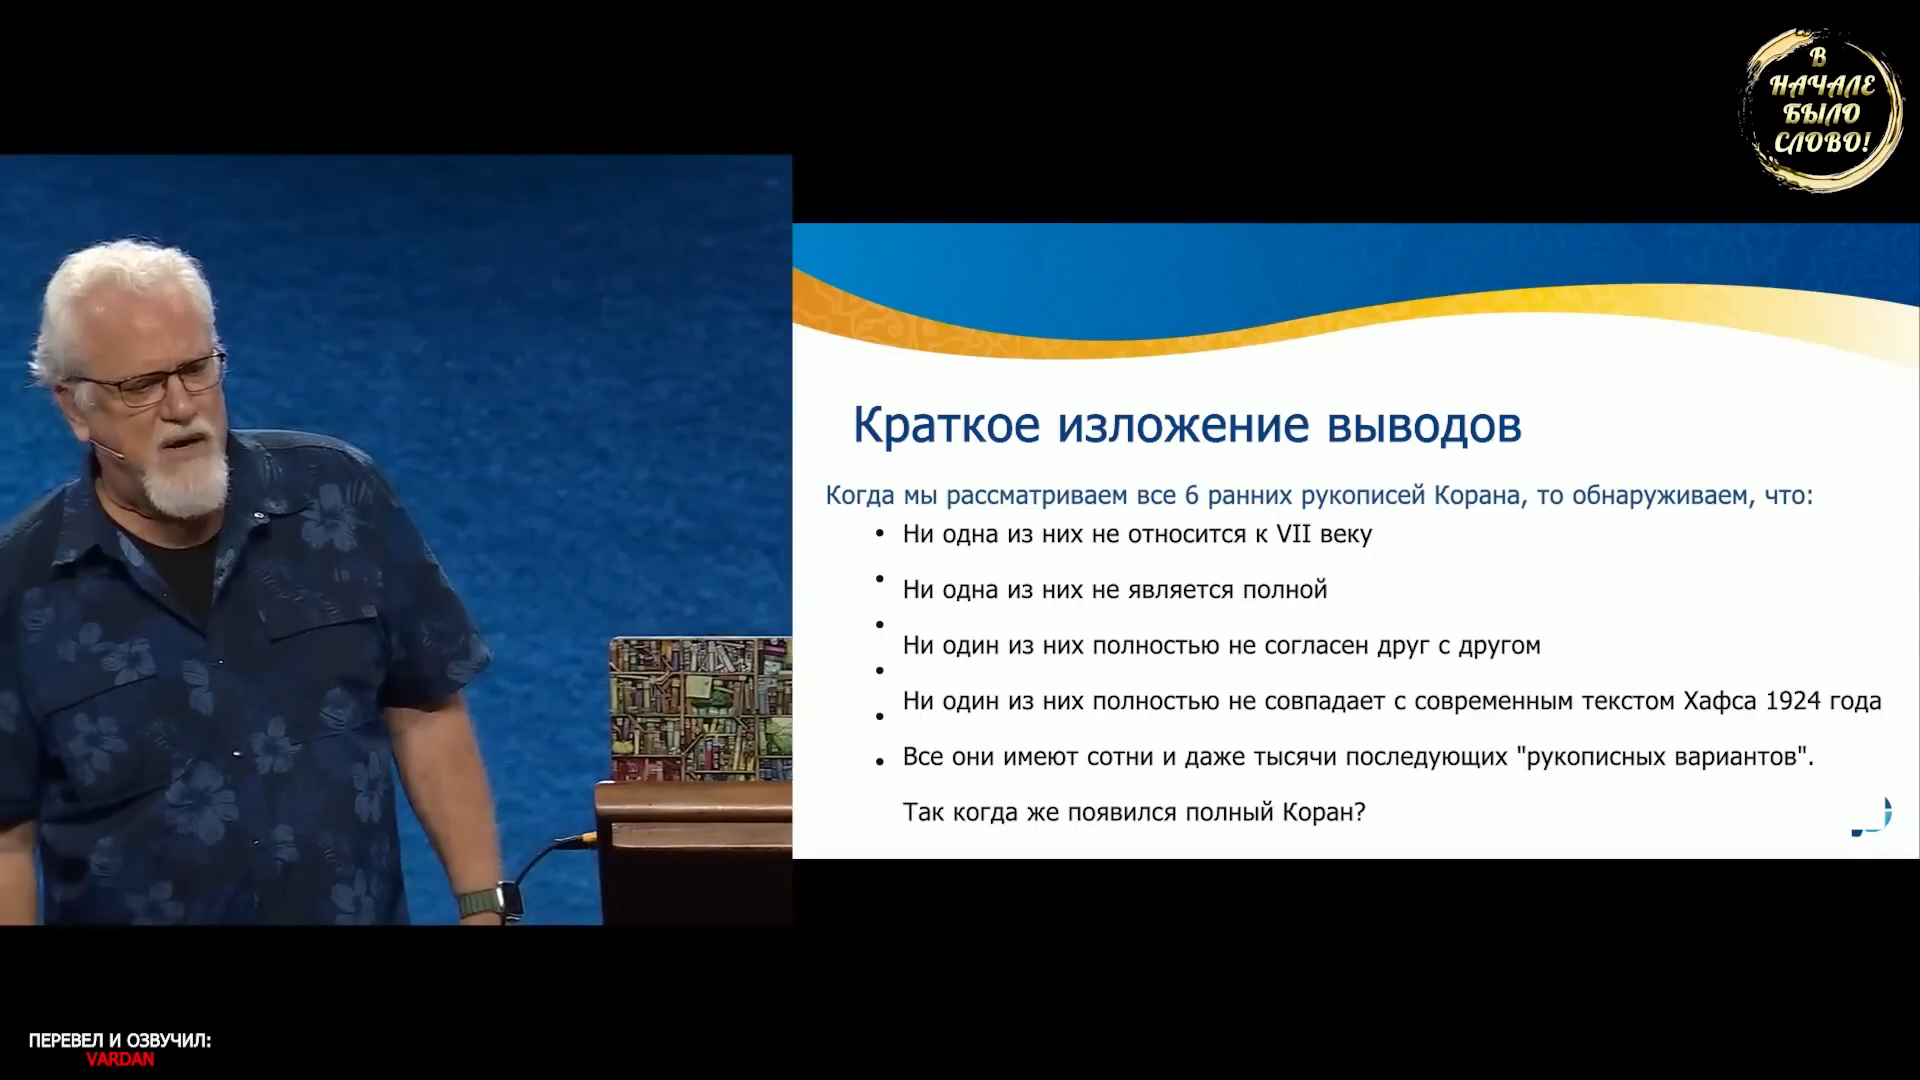 В
НАЧАЛЕ
БЫЛО
СЛОВО!
Краткое изложение выводов
Когда мы рассматриваем все 6 ранних рукописей Корана, то обнаруживаем, что:
• Ни одна из них не относится к VII веку
• Ни одна из них не является полной
• Ни один из них полностью не согласен друг с другом
• Ни один из них полностью не совпадает с современным текстом Хафса 1924 года
• Все они имеют сотни и даже тысячи последующих "рукописных вариантов".
• Так когда же появился полный Коран?
ПЕРЕВЕЛ И ОЗВУЧИЛ:
VARDAN